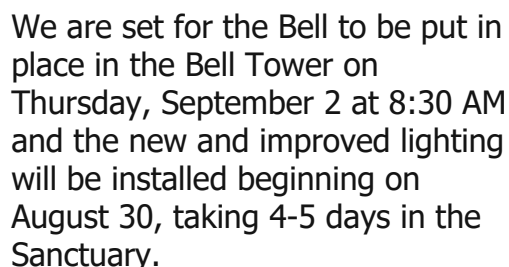 We are set for the Bell to be put in
place in the Bell Tower on
Thursday, September 2 at 8:30 AM
and the new and improved lighting
will be installed beginning on
August 30, taking 4-5 days in the
Sanctuary.